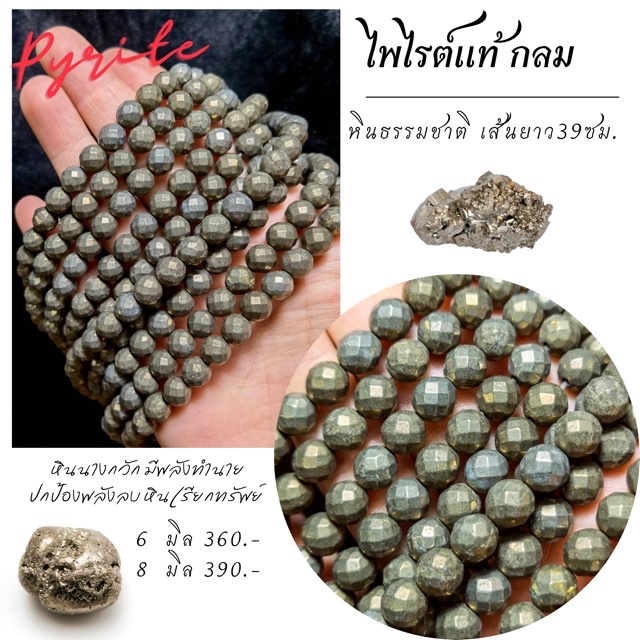 Pyrite
ไพไรต์แท้ กลม
หินธรรมชาติ เส้นยาว39ซม.
หินนางกวัก มีพลังทำนาย
ปกป้องพลังลบ หินเรียกทรัพย์
6 มิล 360.-
8 มิล 390.-